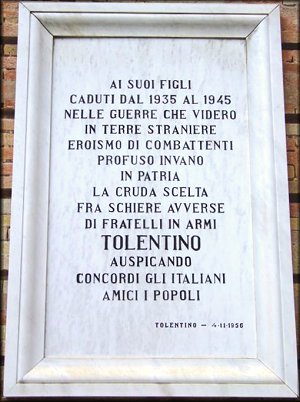 AI SUOI FIGLI
CADUTI DAL 1935 AL 1945
NELLE GUERRE CHE VIDERO
IN TERRE STRANIERE
EROISMO DI COMBATTENTI
PROFUSO INVANO
IN PATRIA
LA CRUDA SCELTA
FRA SCHIERE AVVERSE
DI FRATELLI IN ARMI
TOLENTINO
AUSPICANDO
CONCORDI GLI ITALIANI
AMICI I POPOLI
TOLENTINO — 4-11-1956